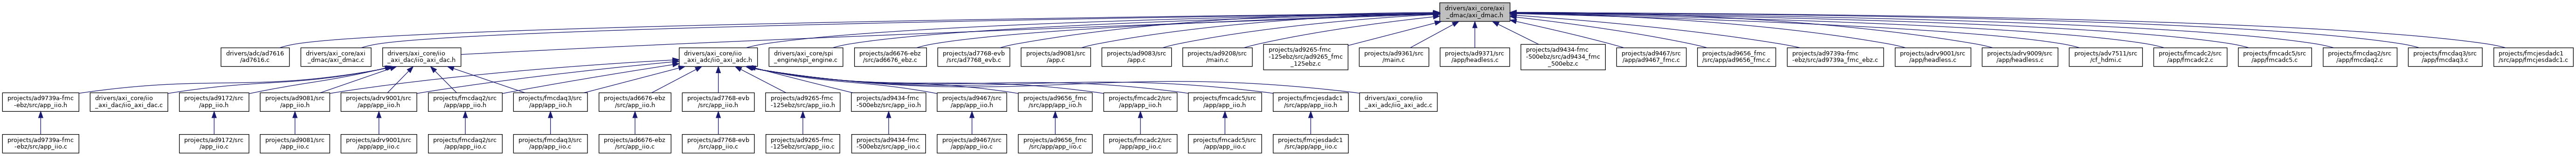 drivers/axi_core/axi
_dmac/axi_dmac.h
drivers/adc/ad7616
/ad7616.c
drivers/axi_core/axi
_dmac/axi_dmac.c
drivers/axi_core/iio
_axi_dac/iio_axi_dac.h
drivers/axi_core/iio
_axi_adc/iio_axi_adc.h
drivers/axi_core/spi
_engine/spi_engine.c
projects/ad6676-ebz
/src/ad6676_ebz.c
projects/ad7768-evb
/src/ad7768_evb.c
projects/ad9081/src
/app.c
projects/ad9083/src
/app.c
projects/ad9208/src
/main.c
projects/ad9265-fmc
-125ebz/src/ad9265_fmc
_125ebz.c
projects/ad9361/src
/main.c
projects/ad9371/src
/app/headless.c
projects/ad9434-fmc
-500ebz/src/ad9434_fmc
_500ebz.c
projects/ad9467/src
/app/ad9467_fmc.c
projects/ad9656_fmc
/src/app/ad9656_fmc.c
projects/ad9739a-fmc
-ebz/src/ad9739a_fmc_ebz.c
projects/adrv9001/src
/app/headless.c
projects/adrv9009/src
/app/headless.c
projects/adv7511/src
/cf_hdmi.c
projects/fmcadc2/src
/app/fmcadc2.c
projects/fmcadc5/src
/app/fmcadc5.c
projects/fmcdaq2/src
/app/fmcdaq2.c
projects/fmcdaq3/src
/app/fmcdaq3.c
projects/fmcjesdadc1
/src/app/fmcjesdadc1.c
projects/ad9739a-fmc
-ebz/src/app_iio.h
drivers/axi_core/iio
_axi_dac/iio_axi_dac.c
projects/ad9172/src
/app_iio.h
projects/ad9081/src
/app_iio.h
projects/adrv9001/src
/app/app_iio.h
projects/fmcdaq2/src
/app/app_iio.h
projects/fmcdaq3/src
/app/app_iio.h
projects/ad6676-ebz
/src/app_iio.h
projects/ad7768-evb
/src/app_iio.h
projects/ad9265-fmc
-125ebz/src/app_iio.h
projects/ad9434-fmc
-500ebz/src/app_iio.h
projects/ad9467/src
/app/app_iio.h
projects/ad9656_fmc
/src/app/app_iio.h
projects/fmcadc2/src
/app/app_iio.h
projects/fmcadc5/src
/app/app_iio.h
projects/fmcjesdadc1
/src/app/app_iio.h
drivers/axi_core/iio
_axi_adc/iio_axi_adc.c
projects/ad9739a-fmc
-ebz/src/app_iio.c
projects/ad9172/src
/app_iio.c
projects/ad9081/src
/app_iio.c
projects/adrv9001/src
/app/app_iio.c
projects/fmcdaq2/src
/app/app_iio.c
projects/fmcdaq3/src
/app/app_iio.c
projects/ad6676-ebz
/src/app_iio.c
projects/ad7768-evb
/src/app_iio.c
projects/ad9265-fmc
-125ebz/src/app_iio.c
projects/ad9434-fmc
-500ebz/src/app_iio.c
projects/ad9467/src
/app/app_iio.c
projects/ad9656_fmc
/src/app/app_iio.c
projects/fmcadc2/src
/app/app_iio.c
projects/fmcadc5/src
/app/app_iio.c
projects/fmcjesdadc1
/src/app/app_iio.c